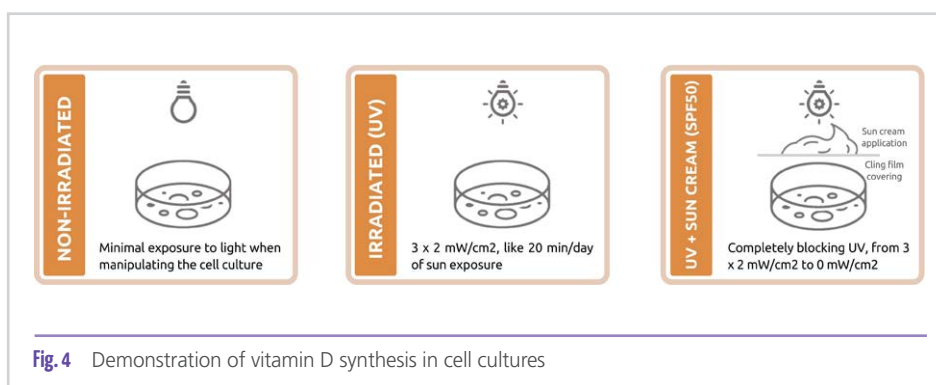 NON-IRRADIATED
Minimal exposure to light when
manipulating the cell culture
IRRADIATED (UV)
3 x 2 mW/cm2, like 20 min/day
of sun exposure
UV + SUN CREAM (SPF50)
Sun cream
application
Cling film
covering
Completely blocking UV, from 3
x 2 mW/cm2 to 0 mW/cm2
Fig. 4 Demonstration of vitamin D synthesis in cell cultures